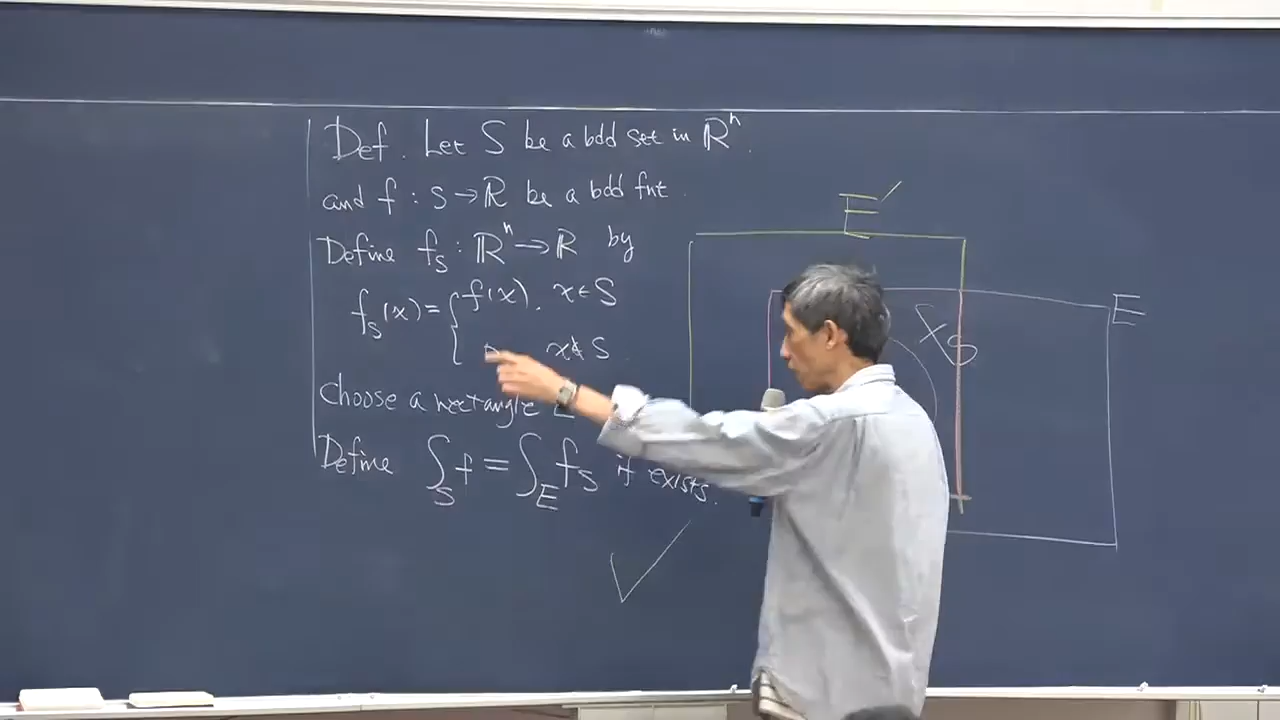 Def. Let S be a bdd set in ℝⁿ.
and f : S → ℝ be a bdd fnt.
Define f_S : ℝⁿ → ℝ by
f_S(x) = { f(x), x ∈ S
x ∉ S
Choose a rectangle
Define ∫_S f = ∫_E f_S if exists.
E′
E
S